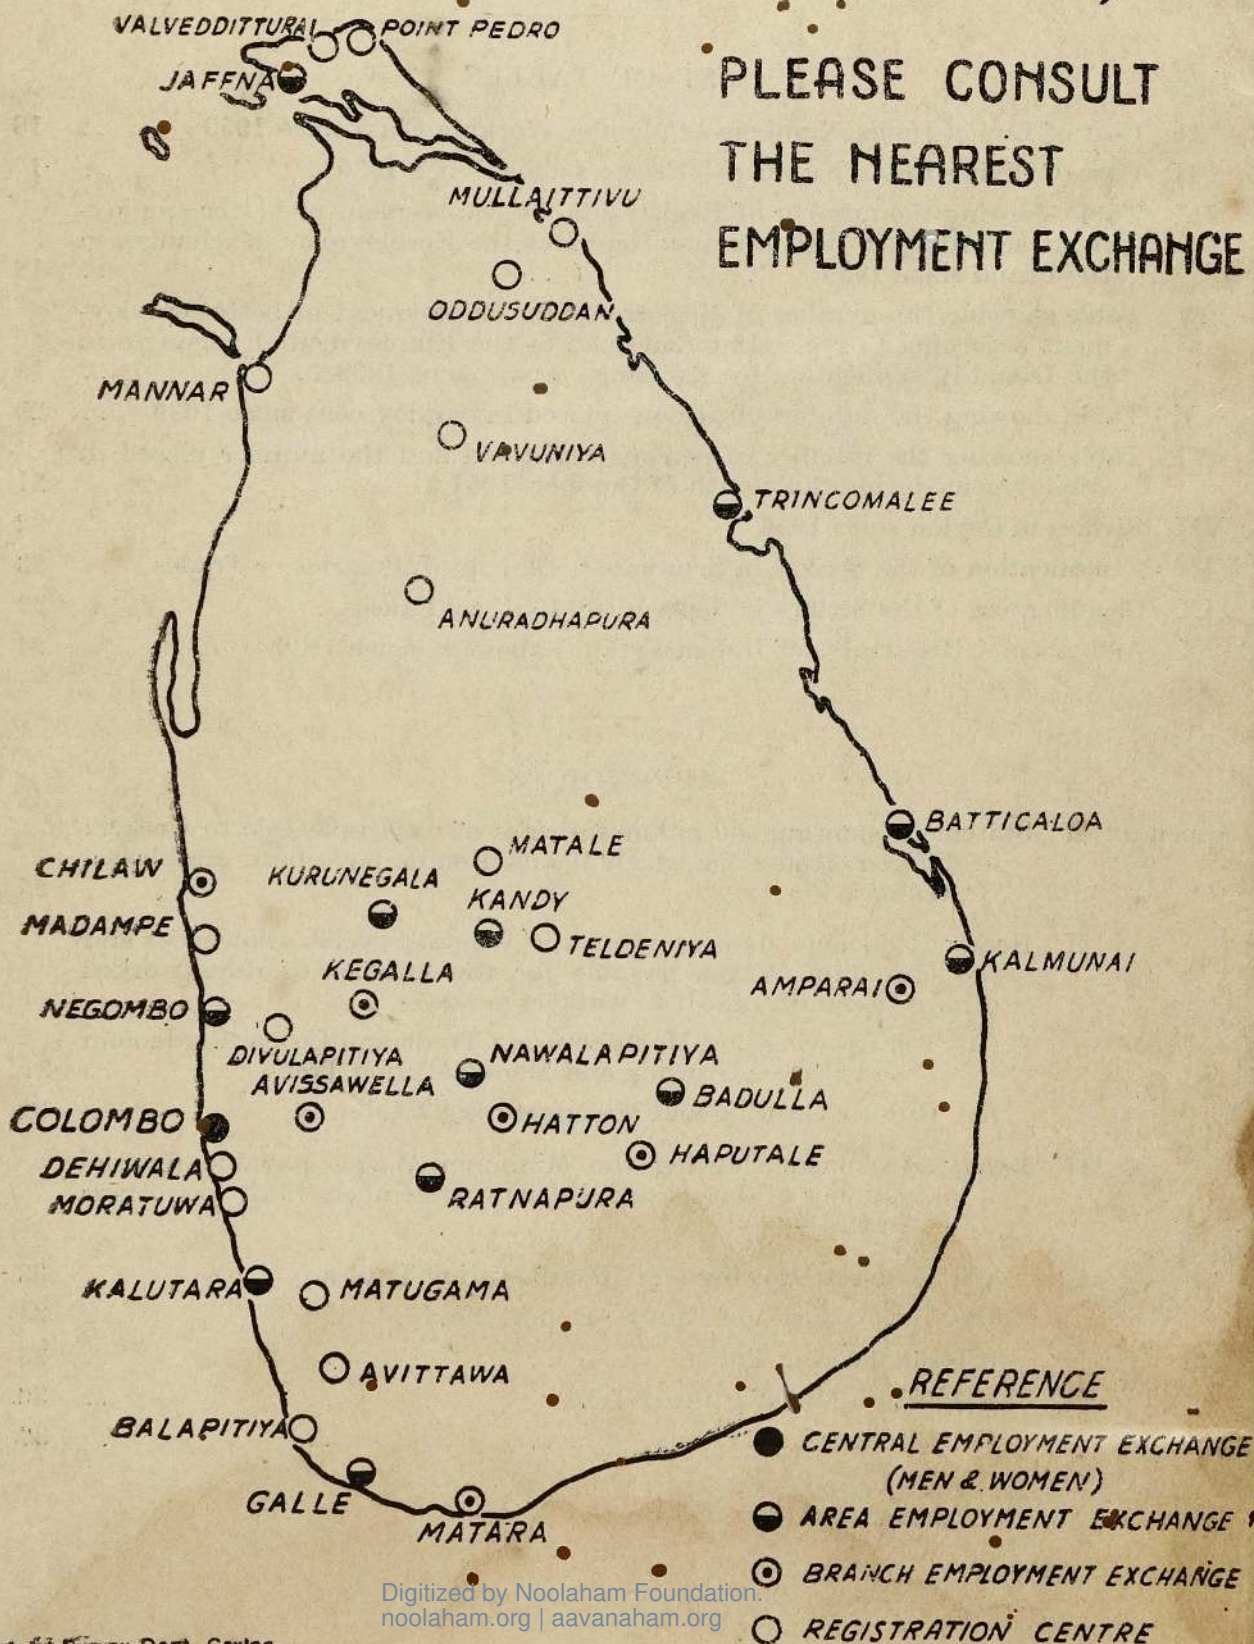 VALVEDDITTURAI
POINT PEDRO
JAFFNA
PLEASE CONSULT
THE NEAREST
EMPLOYMENT EXCHANGE
MULLAITTIVU
ODDUSUDDAN
MANNAR
VAVUNIYA
TRINCOMALEE
ANURADHAPURA
BATTICALOA
MATALE
CHILAW
KURUNEGALA
KANDY
MADAMPE
TELDENIYA
KEGALLA
KALMUNAI
AMPARAI
NEGOMBO
DIVULAPITIYA
NAWALAPITIYA
AVISSAWELLA
BADULLA
COLOMBO
HATTON
DEHIWALA
HAPUTALE
MORATUWA
RATNAPURA
KALUTARA
MATUGAMA
AVITTAWA
BALAPITIYA
GALLE
MATARA
REFERENCE
CENTRAL EMPLOYMENT EXCHANGE
(MEN & WOMEN)
AREA EMPLOYMENT EXCHANGE
BRANCH EMPLOYMENT EXCHANGE
REGISTRATION CENTRE
Digitized by Noolaham Foundation.
noolaham.org | aavanaham.org